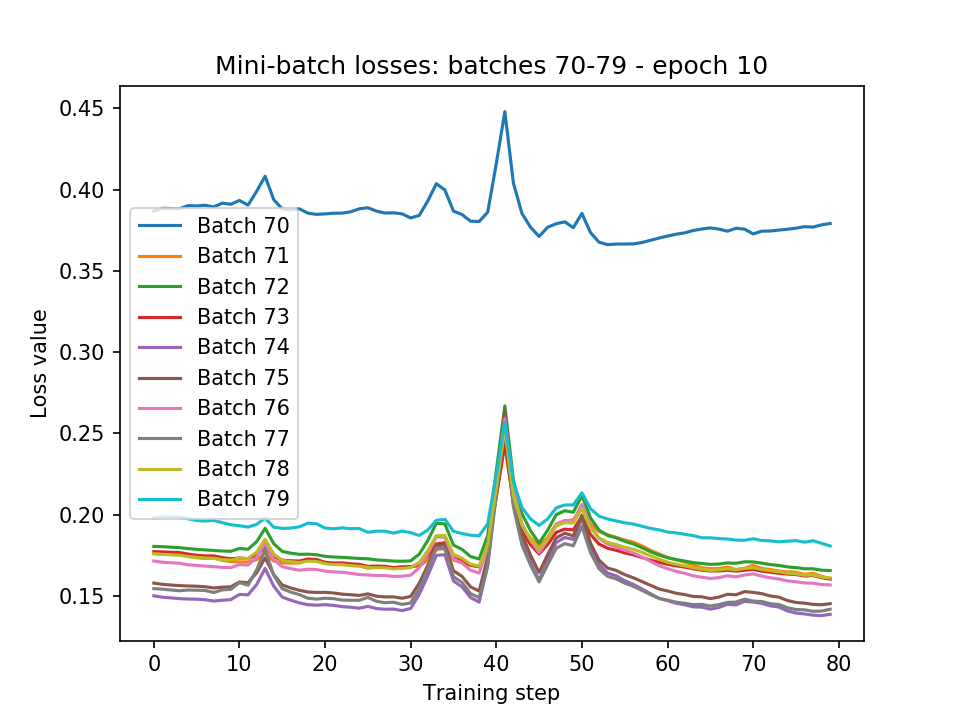 Mini-batch losses: batches 70-79 - epoch 10
Loss value
0.45
0.40
0.35
0.30
0.25
0.20
0.15
Batch 70
Batch 71
Batch 72
Batch 73
Batch 74
Batch 75
Batch 76
Batch 77
Batch 78
Batch 79
0 10 20 30 40 50 60 70 80
Training step